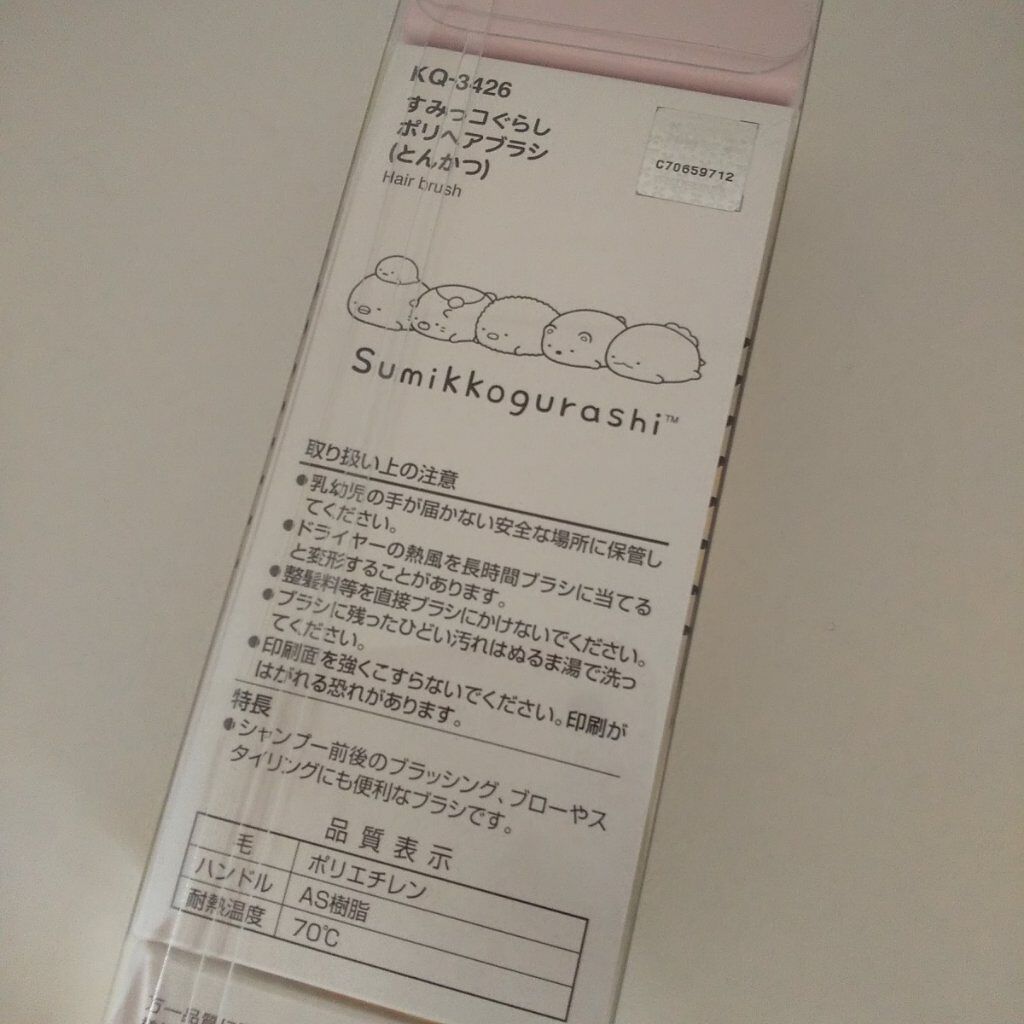 KQ-3426
すみっコぐらし
ポリヘアブラシ
(とんかつ)
Hair brush
C70659712
Sumikkogurashi™
取り扱い上の注意
●乳幼児の手が届かない安全な場所に保管し
てください。
●ドライヤーの熱風を長時間ブラシに当てる
と変形することがあります。
●整髪料等を直接ブラシにかけないでください。
●ブラシに残ったひどい汚れはぬるま湯で洗っ
てください。
●印刷面を強くこすらないでください。印刷が
はがれる恐れがあります。
特長
●シャンプー前後のブラッシング、ブローやス
タイリングにも便利なブラシです。
品質表示
毛 ポリエチレン
ハンドル AS樹脂
耐熱温度 70℃
万一品質に